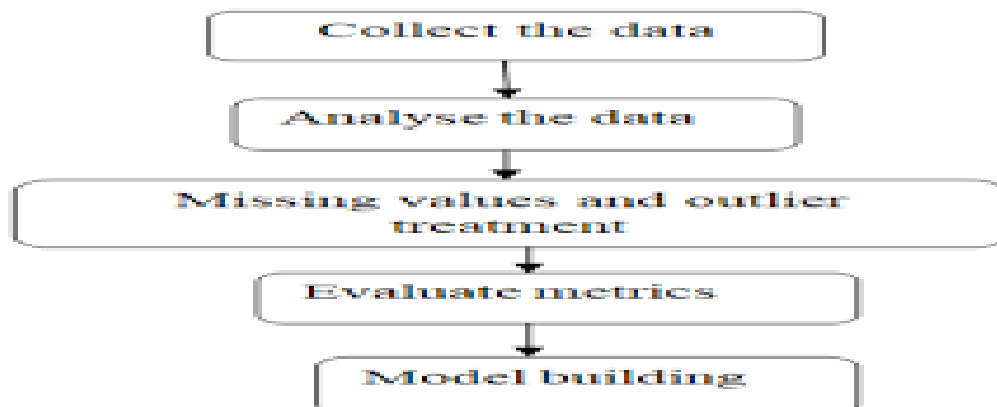 Collect the data
Analyse the data
Missing values and outlier
treatment
Evaluate metrics
Model building